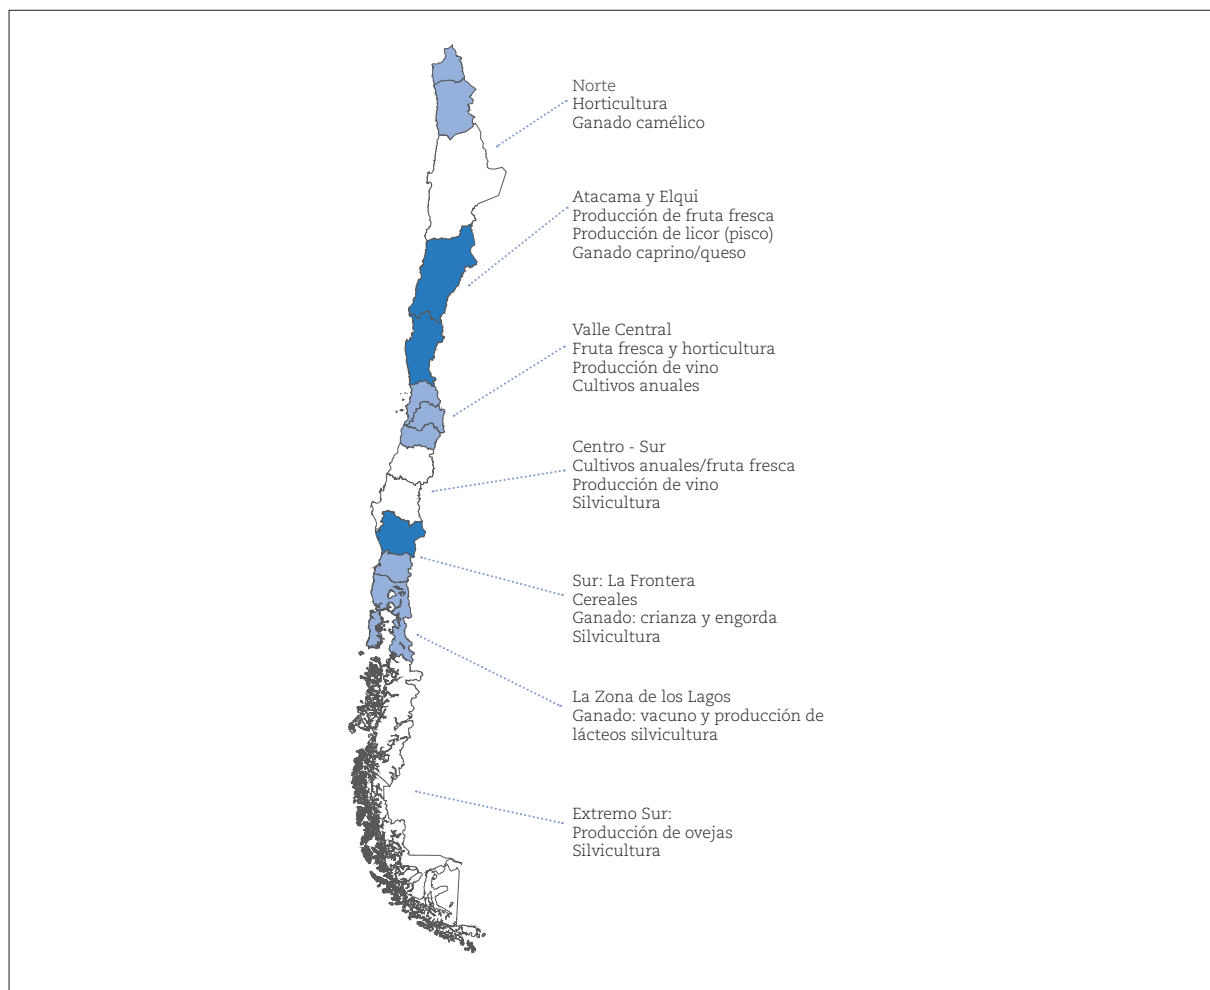 Norte
Horticultura
Ganado camélico
Atacama y Elqui
Producción de fruta fresca
Producción de licor (pisco)
Ganado caprino/queso
Valle Central
Fruta fresca y horticultura
Producción de vino
Cultivos anuales
Centro - Sur
Cultivos anuales/fruta fresca
Producción de vino
Silvicultura
Sur: La Frontera
Cereales
Ganado: crianza y engorda
Silvicultura
La Zona de los Lagos
Ganado: vacuno y producción de
lácteos silvicultura
Extremo Sur:
Producción de ovejas
Silvicultura